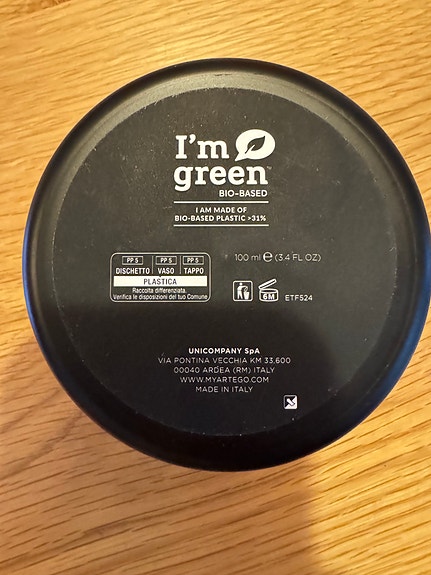 I'm
green™
BIO-BASED
I AM MADE OF
BIO-BASED PLASTIC >31%
PP 5 PP 5 PP 5
DISCHETTO VASO TAPPO
PLASTICA
Raccolta differenziata.
Verifica le disposizioni del tuo Comune
100 ml ℮ (3.4 FL OZ)
6M ETF524
UNICOMPANY SpA
VIA PONTINA VECCHIA KM 33,600
00040 ARDEA (RM) ITALY
WWW.MYARTEGO.COM
MADE IN ITALY